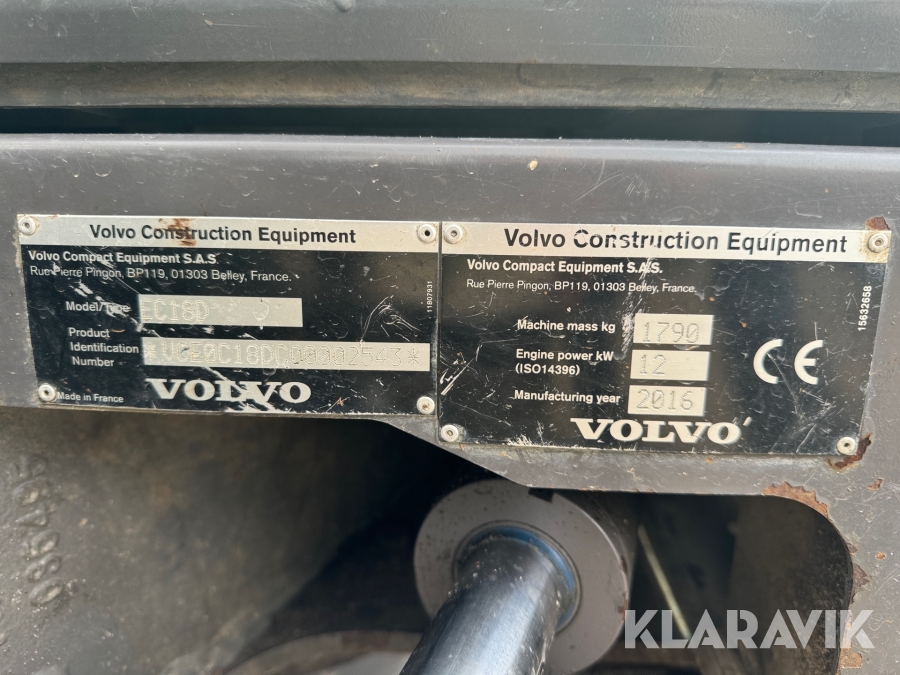 Volvo Construction Equipment
Volvo Compact Equipment S.A.S.
Rue Pierre Pingon, BP119, 01303 Belley, France.
Model/Type EC18D
Product
Identification
Number
VOLVO
Made in France
11807931
Volvo Construction Equipment
Volvo Compact Equipment S.A.S.
Rue Pierre Pingon, BP119, 01303 Belley, France.
Machine mass kg 1790
Engine power kW 12
(ISO14396)
Manufacturing year 2016
CE
VOLVO
15632658
KLARAVIK